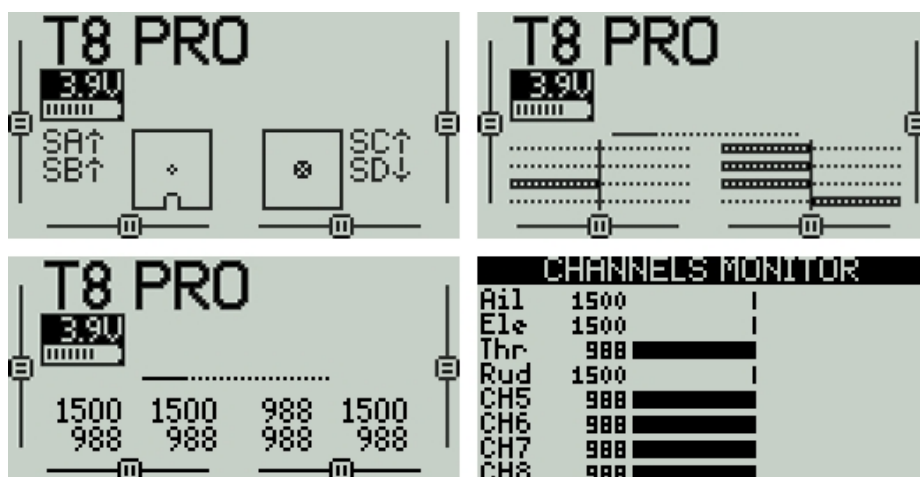 T8 PRO
3.9V
SA↑ SC↑
SB↑ SD↓
T8 PRO
3.9V
T8 PRO
3.9V
1500 1500 988 1500
988 988 988 988
CHANNELS MONITOR
Ail 1500
Ele 1500
Thr 988
Rud 1500
CH5 988
CH6 988
CH7 988
CH8 988